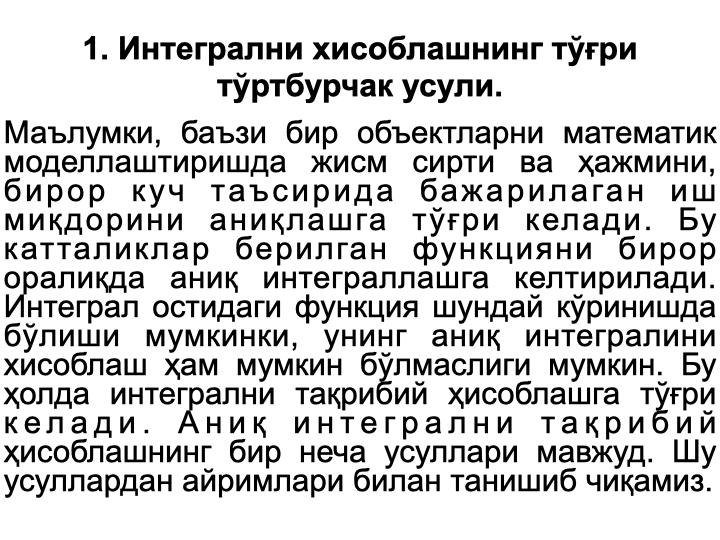 1. Интегрални хисоблашнинг тўғри
тўртбурчак усули.
Маълумки, баъзи бир объектларни математик
моделлаштиришда жисм сирти ва ҳажмини,
бирор куч таъсирида бажарилаган иш
миқдорини аниқлашга тўғри келади. Бу
катталиклар берилган функцияни бирор
оралиқда аниқ интеграллашга келтирилади.
Интеграл остидаги функция шундай кўринишда
бўлиши мумкинки, унинг аниқ интегралини
хисоблаш ҳам мумкин бўлмаслиги мумкин. Бу
ҳолда интегрални тақрибий ҳисоблашга тўғри
келади. Аниқ интегрални тақрибий
ҳисоблашнинг бир неча усуллари мавжуд. Шу
усуллардан айримлари билан танишиб чиқамиз.